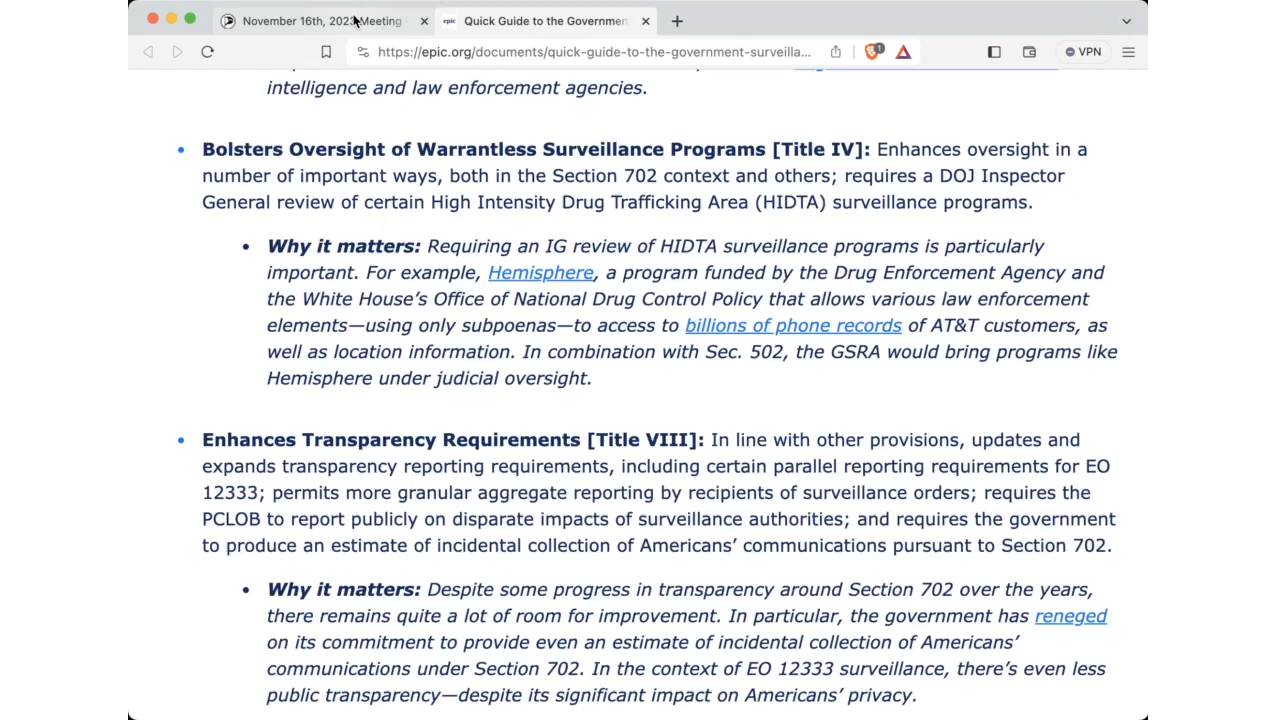 November 16th, 2023 Meeting
epic Quick Guide to the Governmen
https://epic.org/documents/quick-guide-to-the-government-surveilla...
1
VPN
intelligence and law enforcement agencies.
• Bolsters Oversight of Warrantless Surveillance Programs [Title IV]: Enhances oversight in a
number of important ways, both in the Section 702 context and others; requires a DOJ Inspector
General review of certain High Intensity Drug Trafficking Area (HIDTA) surveillance programs.
• Why it matters: Requiring an IG review of HIDTA surveillance programs is particularly
important. For example, Hemisphere, a program funded by the Drug Enforcement Agency and
the White House’s Office of National Drug Control Policy that allows various law enforcement
elements—using only subpoenas—to access to billions of phone records of AT&T customers, as
well as location information. In combination with Sec. 502, the GSRA would bring programs like
Hemisphere under judicial oversight.
• Enhances Transparency Requirements [Title VIII]: In line with other provisions, updates and
expands transparency reporting requirements, including certain parallel reporting requirements for EO
12333; permits more granular aggregate reporting by recipients of surveillance orders; requires the
PCLOB to report publicly on disparate impacts of surveillance authorities; and requires the government
to produce an estimate of incidental collection of Americans’ communications pursuant to Section 702.
• Why it matters: Despite some progress in transparency around Section 702 over the years,
there remains quite a lot of room for improvement. In particular, the government has reneged
on its commitment to provide even an estimate of incidental collection of Americans’
communications under Section 702. In the context of EO 12333 surveillance, there’s even less
public transparency—despite its significant impact on Americans’ privacy.